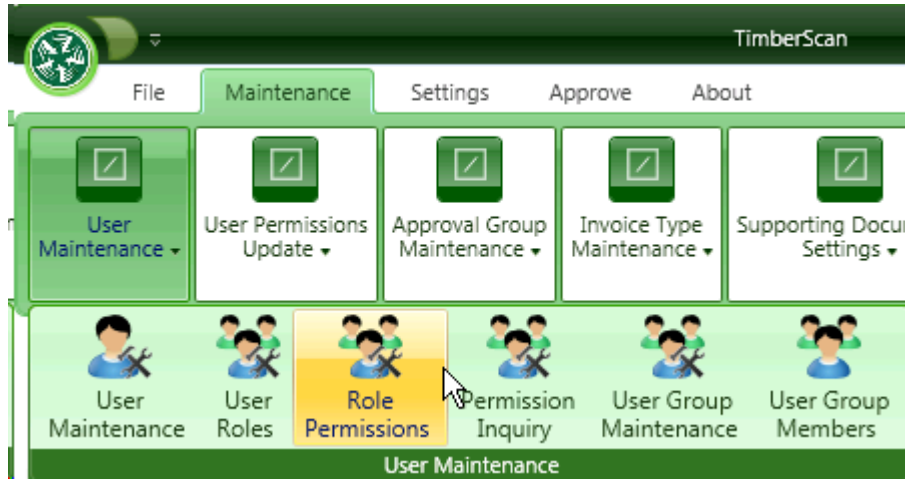 TimberScan
File Maintenance Settings Approve About
User Maintenance
User Permissions Update
Approval Group Maintenance
Invoice Type Maintenance
Supporting Docu
Settings
User Maintenance
User Roles
Role Permissions
Permission Inquiry
User Group Maintenance
User Group Members
User Maintenance